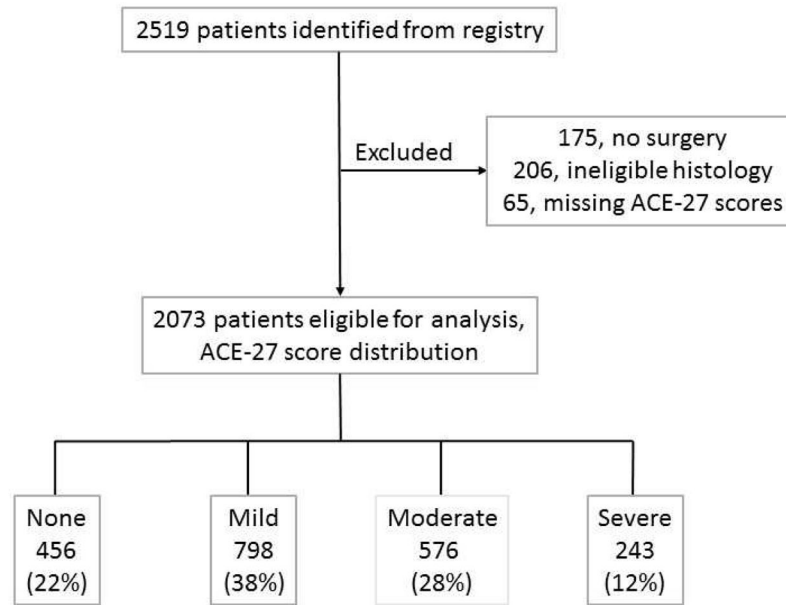 2519 patients identified from registry
Excluded
175, no surgery
206, ineligible histology
65, missing ACE-27 scores
2073 patients eligible for analysis,
ACE-27 score distribution
None
456
(22%)
Mild
798
(38%)
Moderate
576
(28%)
Severe
243
(12%)